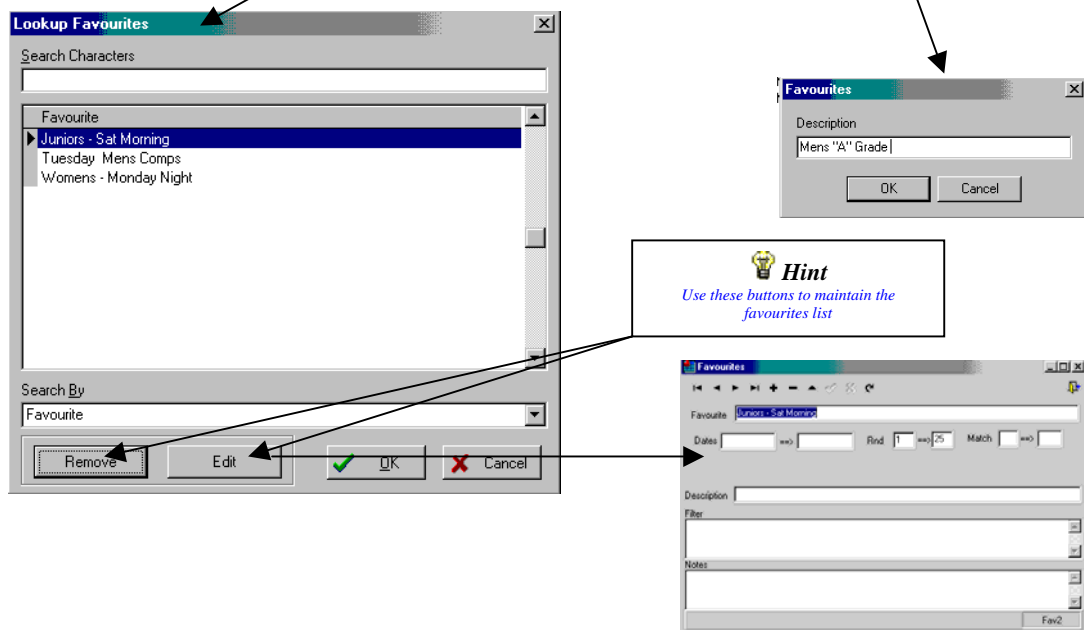 Lookup Favourites
Search Characters
Favourite
Juniors - Sat Morning
Tuesday Mens Comps
Womens - Monday Night
Search By
Favourite
Remove
Edit
OK
Cancel
Favourites
Description
Mens "A" Grade
OK
Cancel
Hint
Use these buttons to maintain the
favourites list
Favourites
Favourite Juniors - Sat Morning
Dates ==> Rnd 1 ==> 25 Match ==>
Description
Filter
Notes
Fav2